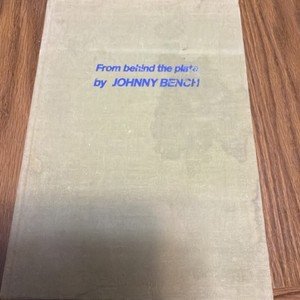 From behind the plate
by JOHNNY BENCH